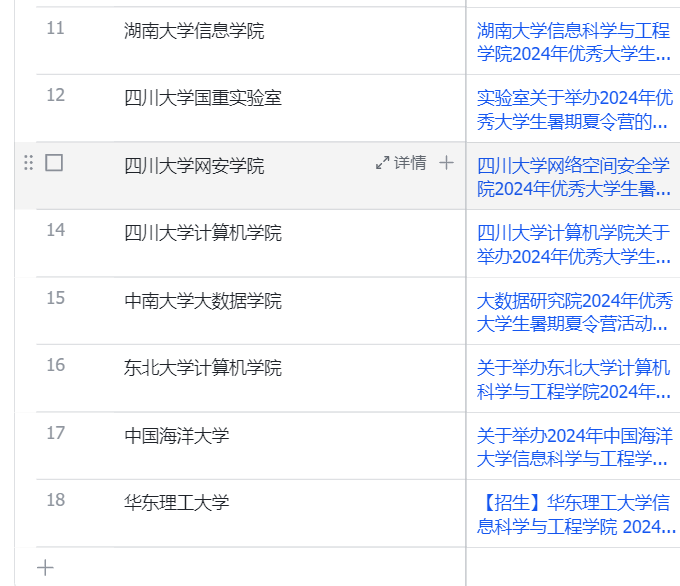 11
湖南大学信息学院
湖南大学信息科学与工程
学院2024年优秀大学生...
12
四川大学国重实验室
实验室关于举办2024年优
秀大学生暑期夏令营的...
四川大学网安学院
详情
四川大学网络空间安全学
院2024年优秀大学生暑...
14
四川大学计算机学院
四川大学计算机学院关于
举办2024年优秀大学生...
15
中南大学大数据学院
大数据研究院2024年优秀
大学生暑期夏令营活动...
16
东北大学计算机学院
关于举办东北大学计算机
科学与工程学院2024年...
17
中国海洋大学
关于举办2024年中国海洋
大学信息科学与工程学...
18
华东理工大学
【招生】华东理工大学信
息科学与工程学院 2024...